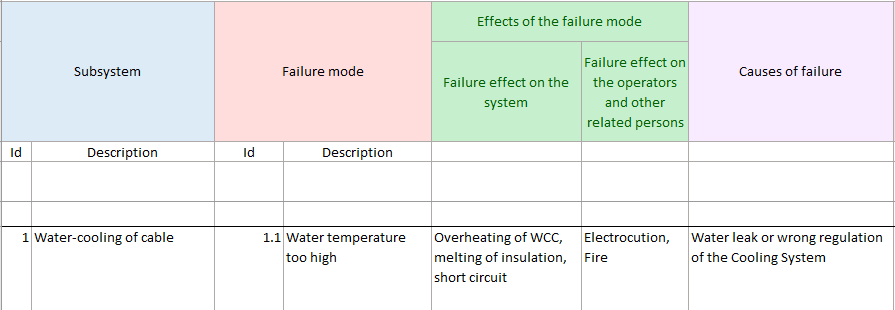 Effects of the failure mode
Subsystem
Failure mode
Failure effect on the
system
Failure effect on
the operators
and other
related persons
Causes of failure
Id
Description
Id
Description
1
Water-cooling of cable
1.1
Water temperature
too high
Overheating of WCC,
melting of insulation,
short circuit
Electrocution,
Fire
Water leak or wrong regulation
of the Cooling System